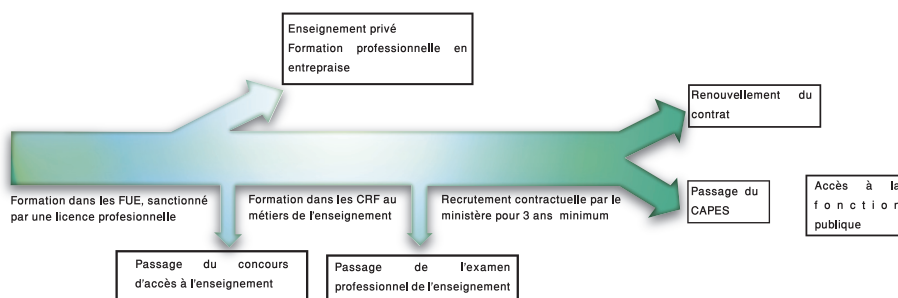 Enseignement privé
Formation professionnelle en
entrepraise
Renouvellement du
contrat
Formation dans les FUE, sanctionné
par une licence profesionnelle
Formation dans les CRF au
métiers de l'enseignement
Recrutement contractuelle par le
ministère pour 3 ans minimum
Passage du
CAPES
Accès à la
fonction
publique
Passage du concours
d'accès à l'enseignement
Passage de l'examen
professionnel de l'enseignement